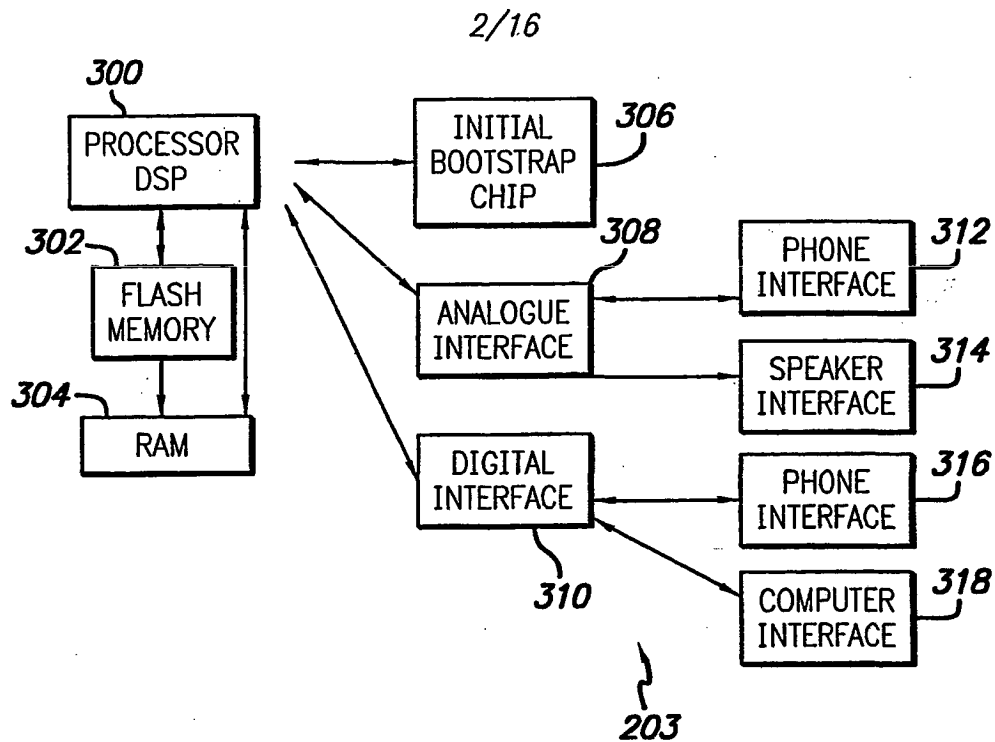 2/16
300
PROCESSOR
DSP
302
FLASH
MEMORY
304
RAM
INITIAL
BOOTSTRAP
CHIP
306
308
ANALOGUE
INTERFACE
DIGITAL
INTERFACE
310
PHONE
INTERFACE
312
SPEAKER
INTERFACE
314
PHONE
INTERFACE
316
COMPUTER
INTERFACE
318
203